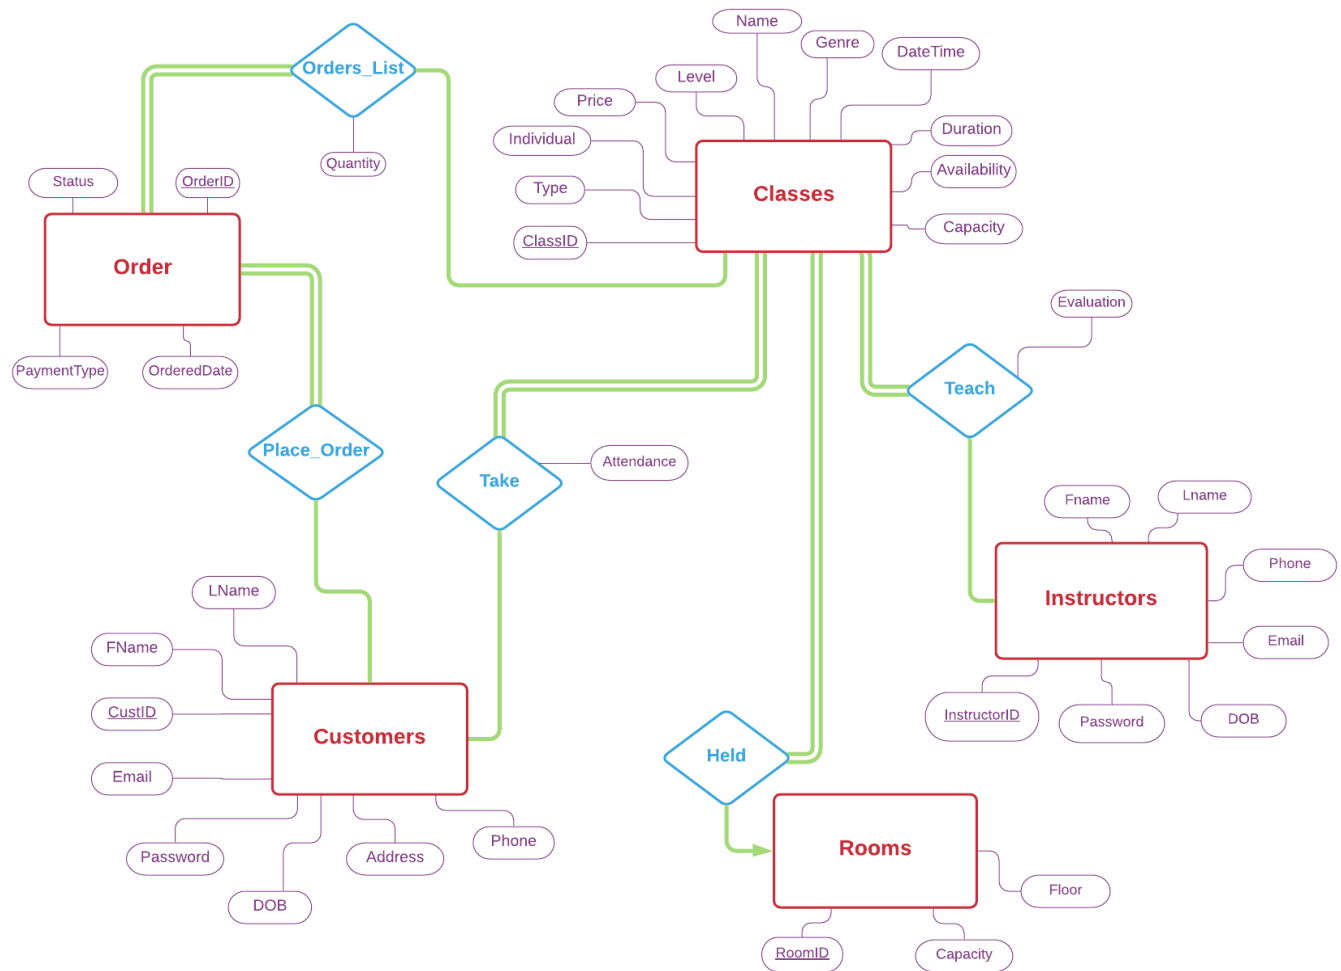 Name
Genre
DateTime
Orders_List
Level
Price
Duration
Individual
Quantity
Availability
Status
OrderID
Type
Classes
Capacity
ClassID
Order
Evaluation
PaymentType
OrderedDate
Teach
Place_Order
Attendance
Take
Fname
Lname
Phone
LName
Instructors
FName
Email
CustID
InstructorID
Password
DOB
Customers
Held
Email
Phone
Password
Address
Rooms
Floor
DOB
RoomID
Capacity